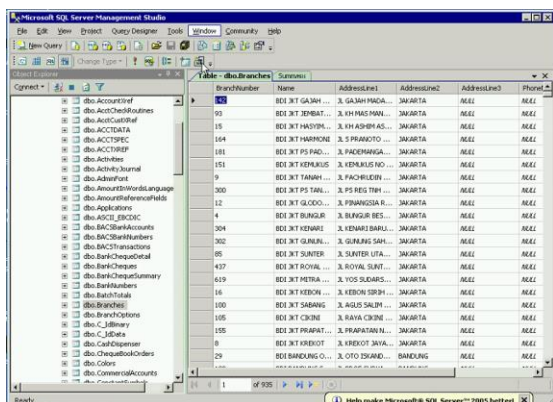 Microsoft SQL Server Management Studio
File Edit View Project Query Designer Tools Window Community Help
New Query
Change Type
Object Explorer
Connect
Table - dbo.Branches Summary
BranchNumber Name AddressLine1 AddressLine2 AddressLine3 PhoneL
142 BDI JKT GAJAH ... JL GAJAH MADA... JAKARTA NULL NULL
93 BDI JKT JEMBAT... JL KH MAS MAN... JAKARTA NULL NULL
15 BDI JKT HASYIM... JL KH ASHIM AS... JAKARTA NULL NULL
164 BDI JKT HARMONI JL S PRANOTO ... JAKARTA NULL NULL
181 BDI JKT PS PAD... JL PADEMANGA... JAKARTA NULL NULL
151 BDI JKT KEMUKUS JL KEMUKUS NO ... JAKARTA NULL NULL
9 BDI JKT TANAH ... JL FACHRUDIN ... JAKARTA NULL NULL
300 BDI JKT PS TAN... JL PS REG TNH ... JAKARTA NULL NULL
12 BDI JKT GLODO... JL PINANGSIA R... JAKARTA NULL NULL
4 BDI JKT BUNGUR JL BUNGUR BES... JAKARTA NULL NULL
304 BDI JKT KENARI JL KENARI BARU... JAKARTA NULL NULL
302 BDI JKT GUNUN... JL GUNUNG SAH... JAKARTA NULL NULL
85 BDI JKT SUNTER JL SUNTER UTA... JAKARTA NULL NULL
437 BDI JKT ROYAL ... JL ROYAL SUNT... JAKARTA NULL NULL
619 BDI JKT MITRA ... JL YOS SUDARS... JAKARTA NULL NULL
16 BDI JKT KEBON ... JL KEBON SIRIH ... JAKARTA NULL NULL
100 BDI JKT SABANG JL AGUS SALIM ... JAKARTA NULL NULL
105 BDI JKT CIKINI JL RAYA CIKINI ... JAKARTA NULL NULL
155 BDI JKT PRAPAT... JL PRAPATAN N... JAKARTA NULL NULL
8 BDI JKT KREKOT JL KREKOT JAYA... JAKARTA NULL NULL
29 BDI BANDUNG O... JL OTO ISKAND... BANDUNG NULL NULL
dbo.AccountXref
dbo.AcctCheckRoutines
dbo.AcctCustXRef
dbo.ACCTDATA
dbo.ACCTSPEC
dbo.ACCTXREF
dbo.Activities
dbo.ActivityJournal
dbo.AdminFont
dbo.AmountInWordsLanguage
dbo.AmountReferenceFields
dbo.Applications
dbo.ASCII_EBCDIC
dbo.BACSBankAccounts
dbo.BACSBankNumbers
dbo.BACSTransactions
dbo.BankChequeDetail
dbo.BankCheques
dbo.BankChequeSummary
dbo.BankNumbers
dbo.BatchTotals
dbo.Branches
dbo.BranchOptions
dbo.C_IdBinary
dbo.C_IdData
dbo.CashDispenser
dbo.ChequeBookOrders
dbo.Colors
dbo.CommercialAccounts
dbo.ConstantSymbols
1 of 935
Ready
Help make Microsoft® SQL Server™ 2005 better!